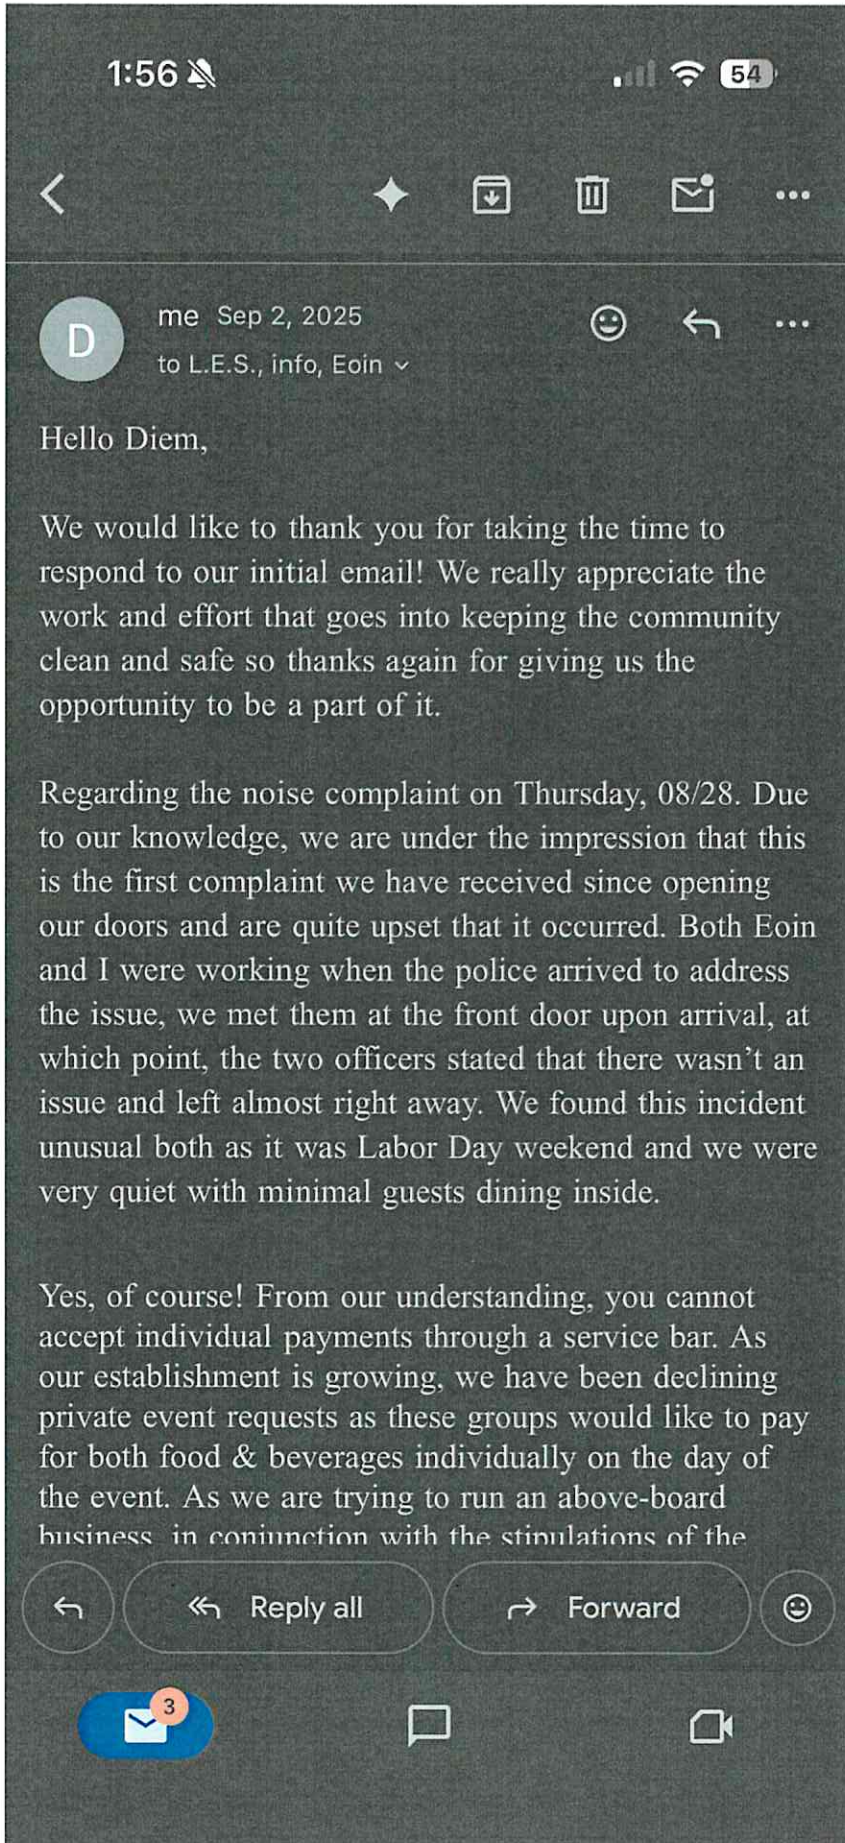 1:56
54
me Sep 2, 2025
D
to L.E.S., info, Eoin
Hello Diem,
We would like to thank you for taking the time to
respond to our initial email! We really appreciate the
work and effort that goes into keeping the community
clean and safe so thanks again for giving us the
opportunity to be a part of it.
Regarding the noise complaint on Thursday, 08/28. Due
to our knowledge, we are under the impression that this
is the first complaint we have received since opening
our doors and are quite upset that it occurred. Both Eoin
and I were working when the police arrived to address
the issue, we met them at the front door upon arrival, at
which point, the two officers stated that there wasn't an
issue and left almost right away. We found this incident
unusual both as it was Labor Day weekend and we were
very quiet with minimal guests dining inside.
Yes, of course! From our understanding, you cannot
accept individual payments through a service bar. As
our establishment is growing, we have been declining
private event requests as these groups would like to pay
for both food & beverages individually on the day of
the event. As we are trying to run an above-board
business, in conjunction with the stipulations of the
Reply all
Forward
3